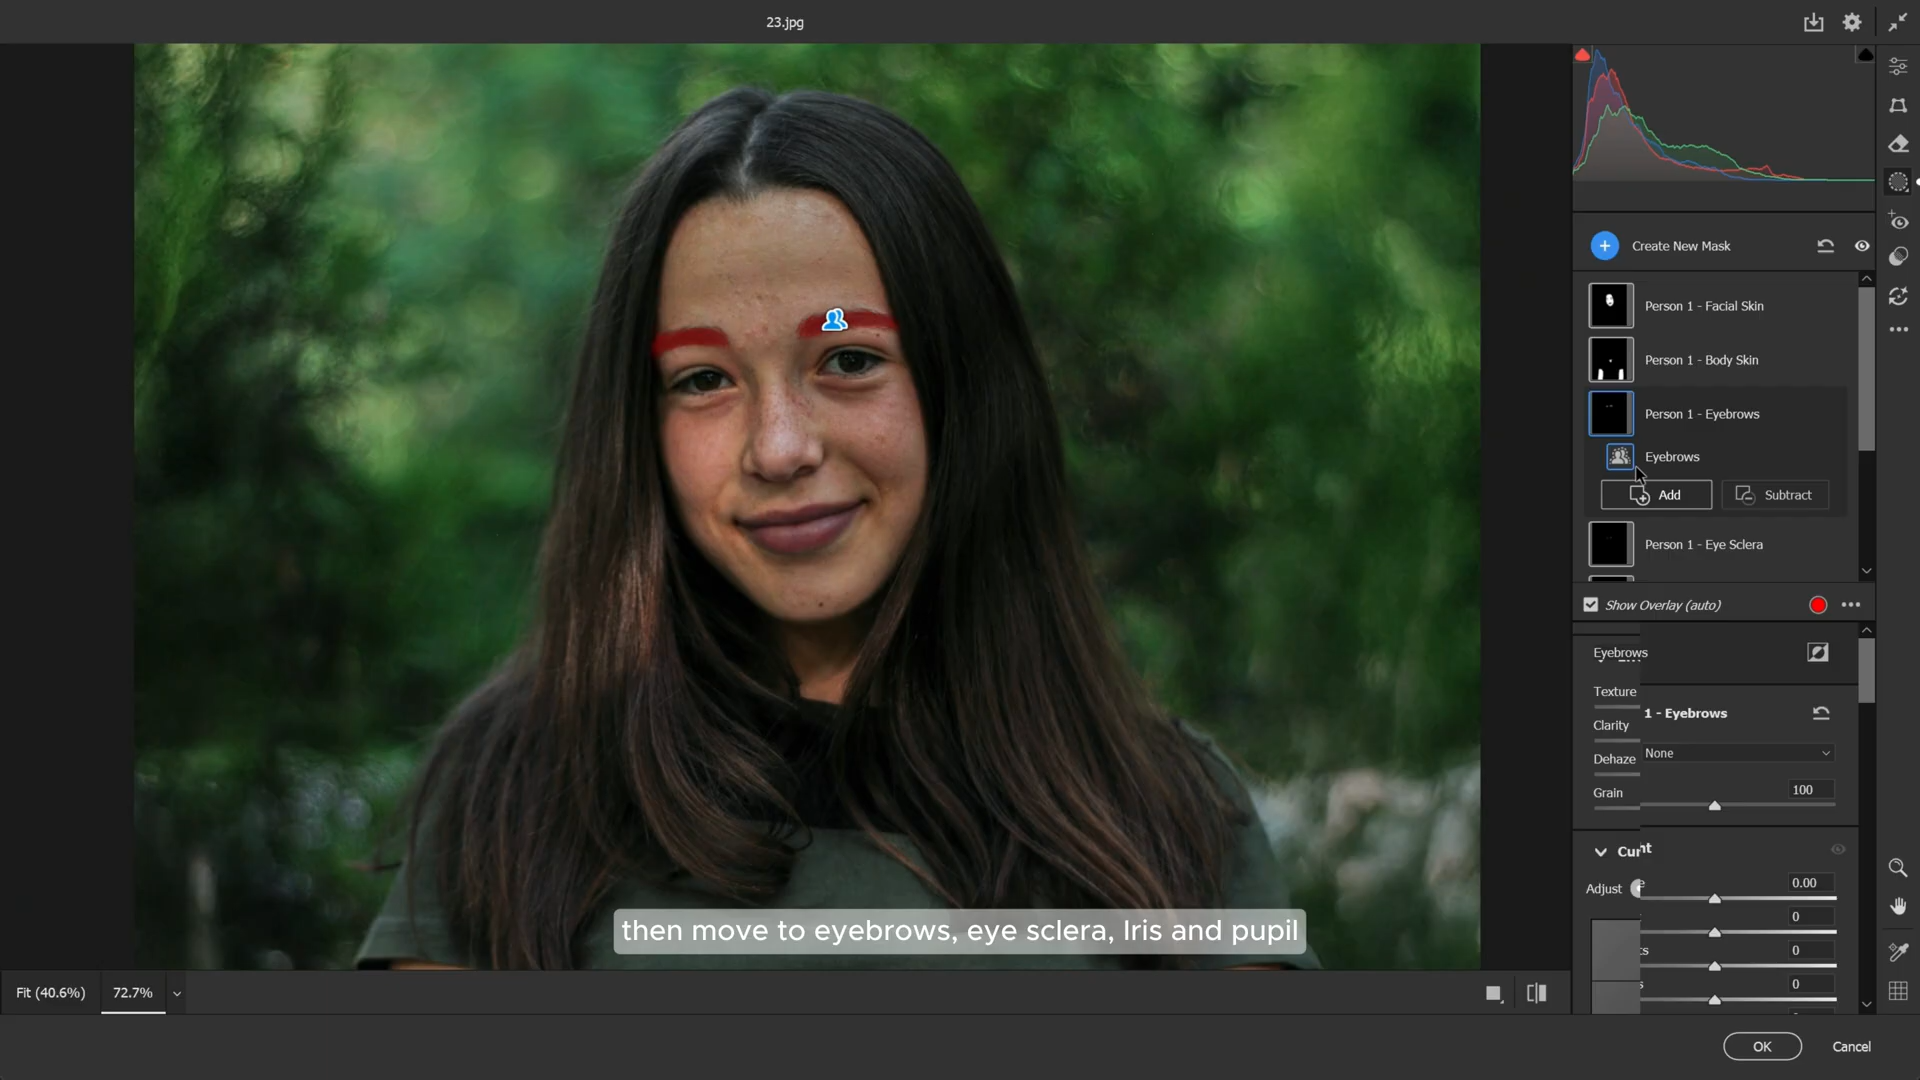 23.jpg
Create New Mask
Person 1 - Facial Skin
Person 1 - Body Skin
Person 1 - Eyebrows
Eyebrows
Add
Subtract
Person 1 - Eye Sclera
Show Overlay (auto)
Eyebrows
Texture
1 - Eyebrows
Clarity
None
Dehaze
Grain
100
Adjust
0.00
0
0
0
then move to eyebrows, eye sclera, Iris and pupil
Fit (40.6%)
72.7%
OK
Cancel